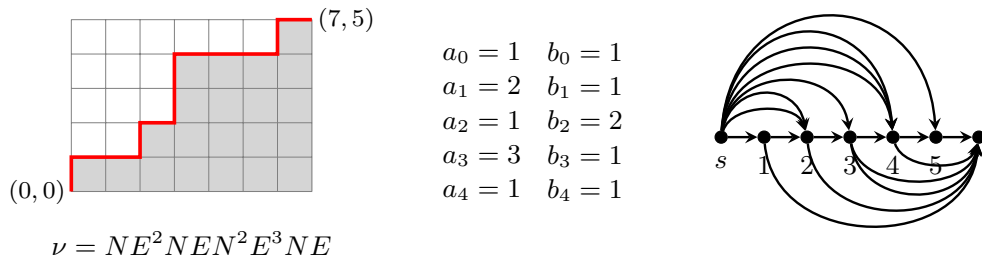 (7, 5)
(0, 0)
ν = NE²NEN²E³NE
a₀ = 1 b₀ = 1
a₁ = 2 b₁ = 1
a₂ = 1 b₂ = 2
a₃ = 3 b₃ = 1
a₄ = 1 b₄ = 1
s 1 2 3 4 5